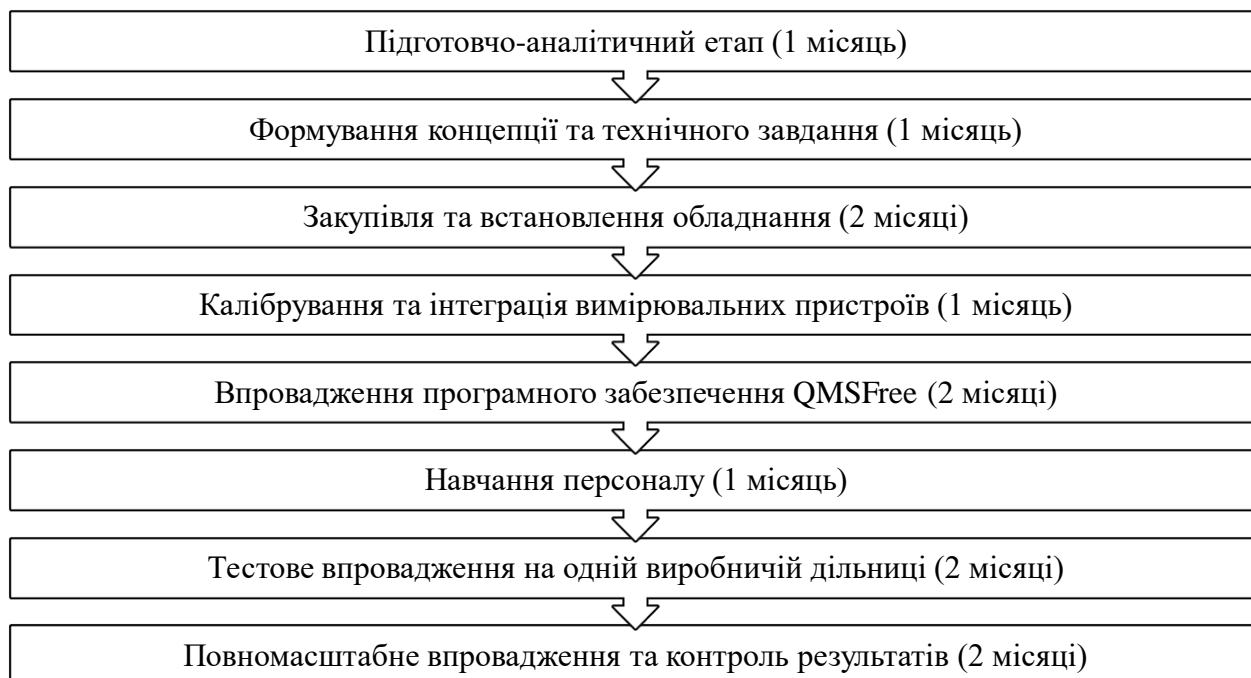 Підготовчо-аналітичний етап (1 місяць)
Формування концепції та технічного завдання (1 місяць)
Закупівля та встановлення обладнання (2 місяці)
Калібрування та інтеграція вимірювальних пристроїв (1 місяць)
Впровадження програмного забезпечення QMSFree (2 місяці)
Навчання персоналу (1 місяць)
Тестове впровадження на одній виробничій дільниці (2 місяці)
Повномасштабне впровадження та контроль результатів (2 місяці)